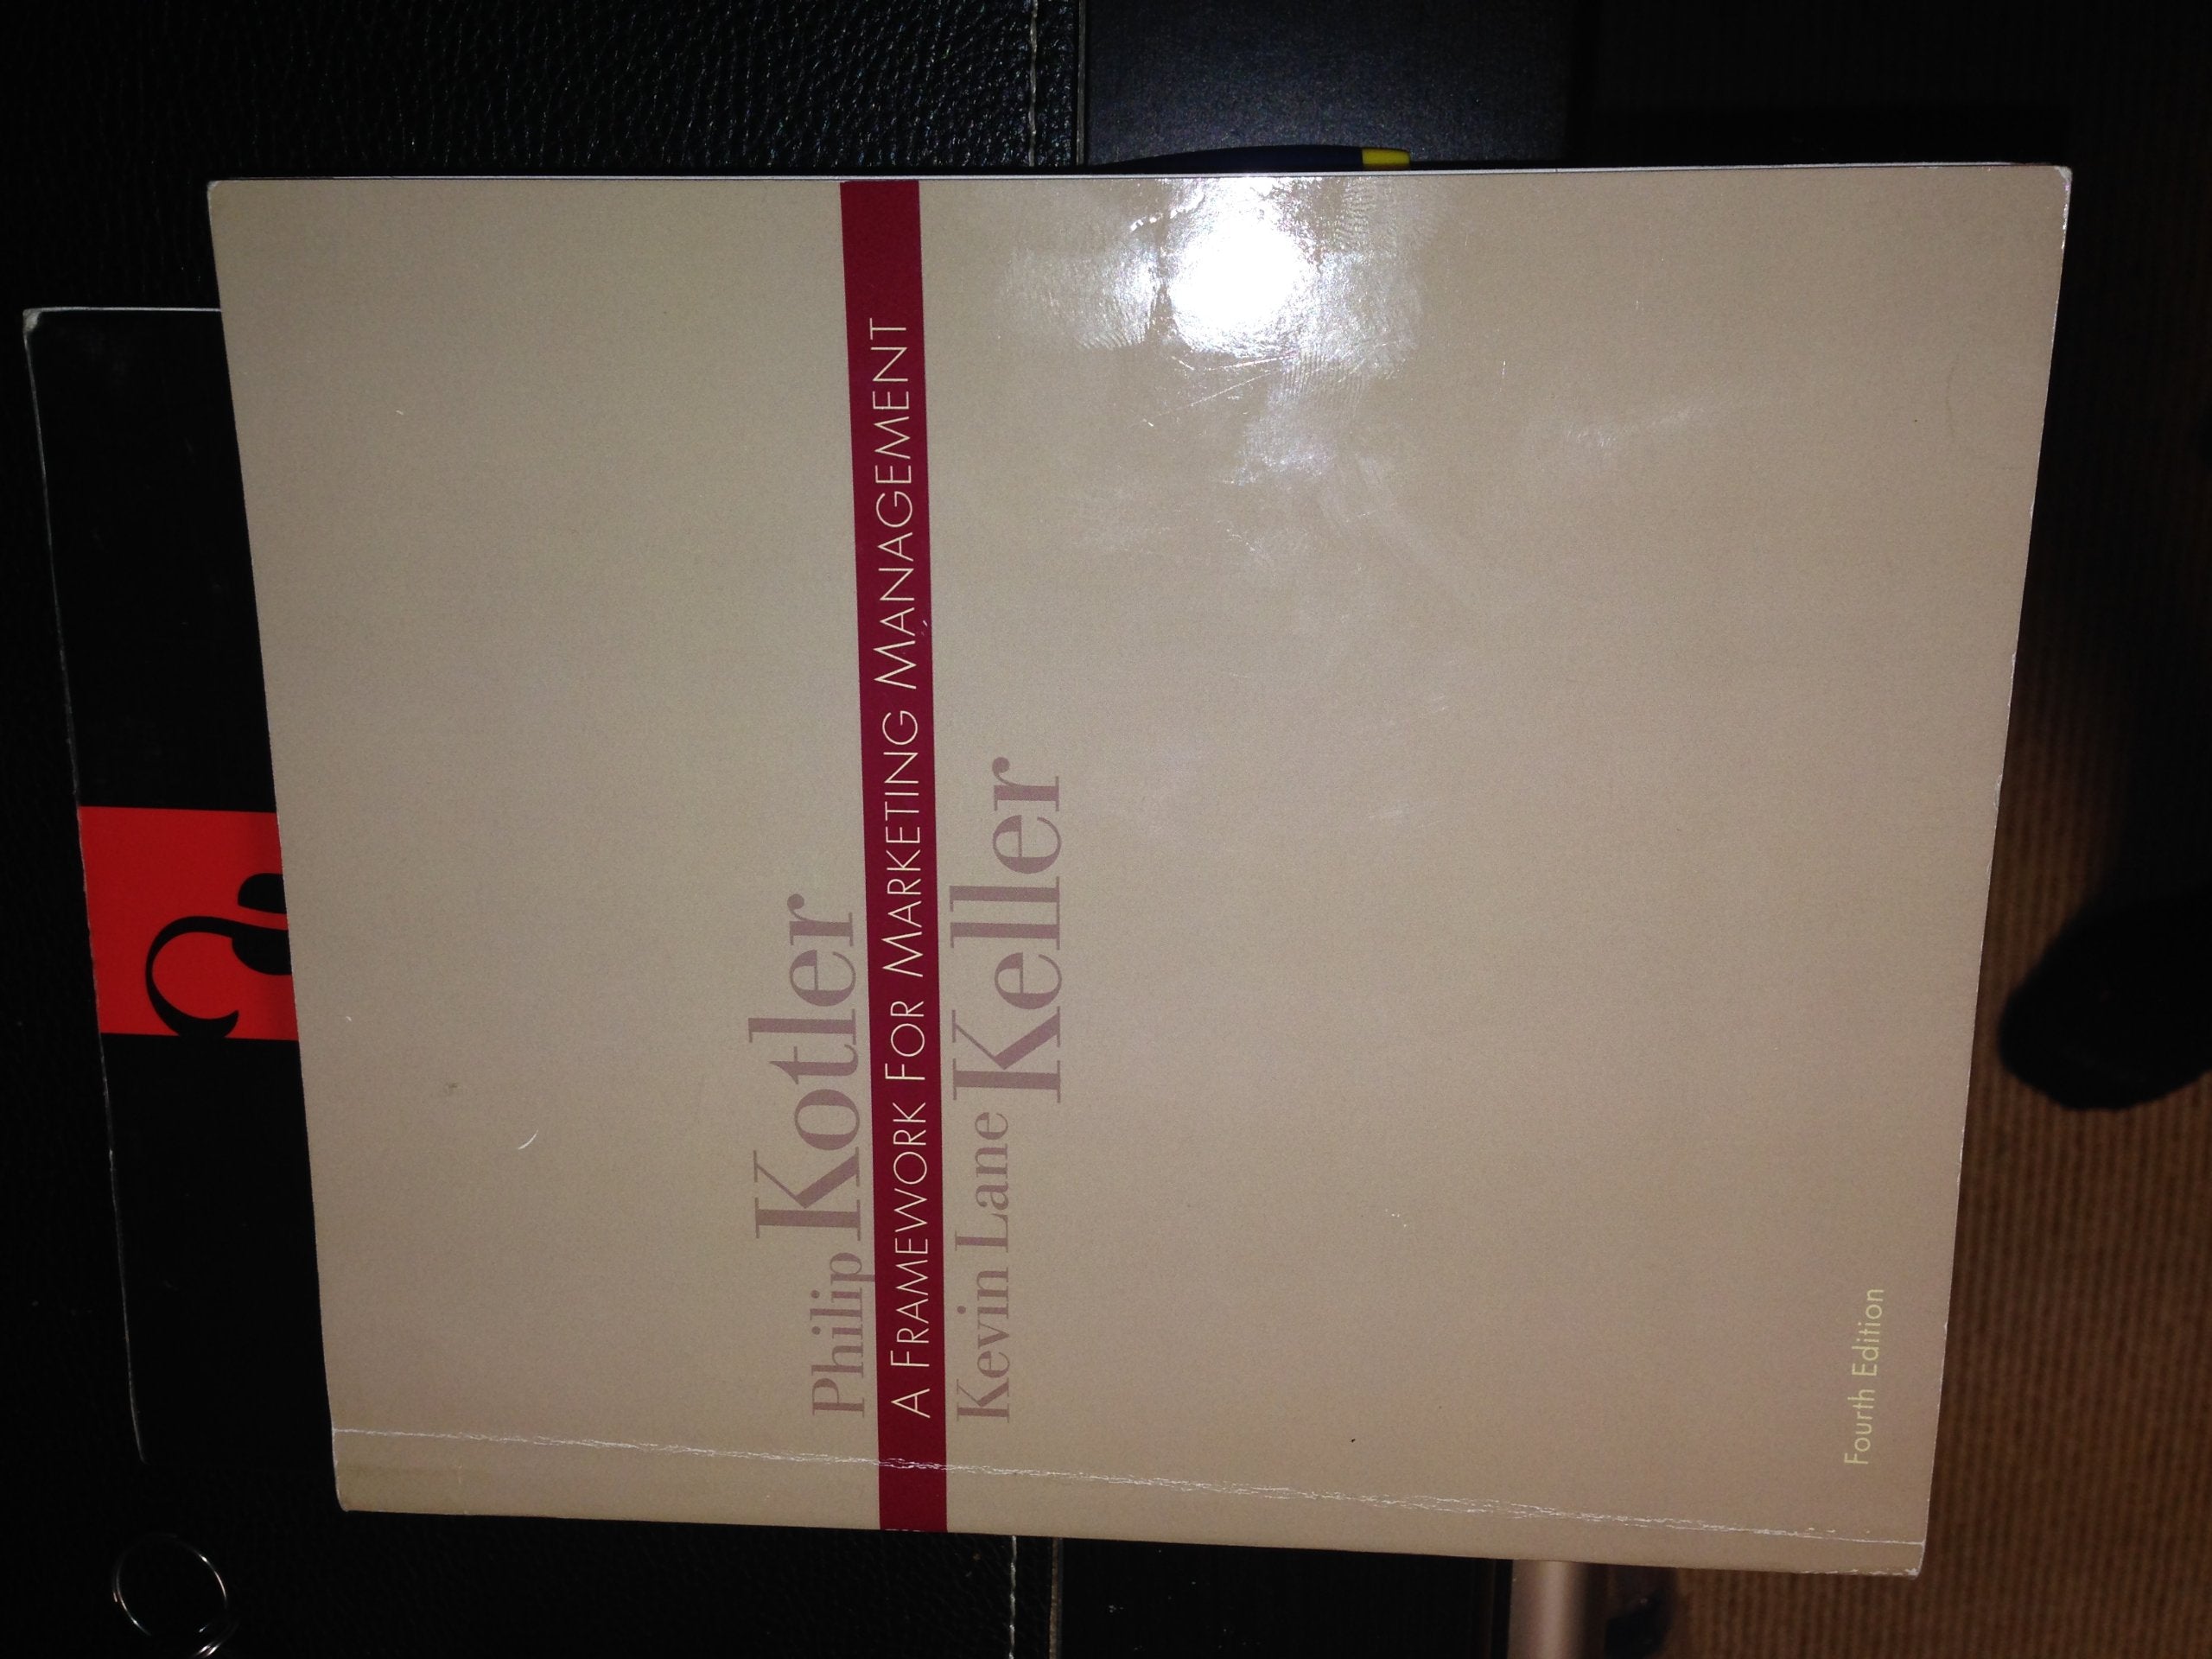 Philip Kotler
A FRAMEWORK FOR MARKETING MANAGEMENT
Kevin Lane Keller
Fourth Edition